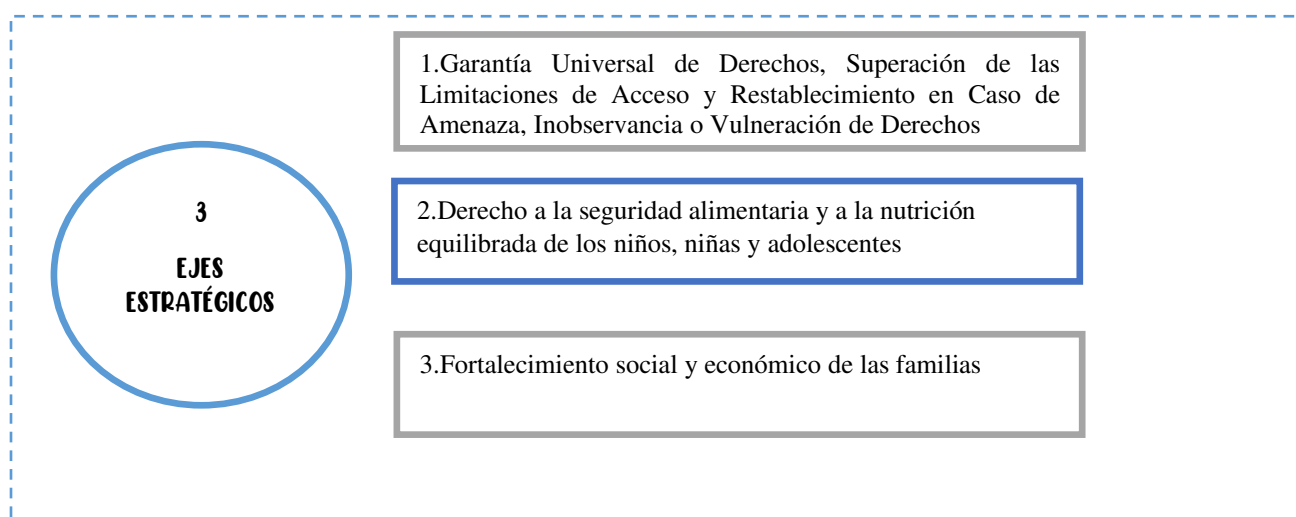 1.Garantía Universal de Derechos, Superación de las
Limitaciones de Acceso y Restablecimiento en Caso de
Amenaza, Inobservancia o Vulneración de Derechos
3
EJES
ESTRATÉGICOS
2.Derecho a la seguridad alimentaria y a la nutrición
equilibrada de los niños, niñas y adolescentes
3.Fortalecimiento social y económico de las familias